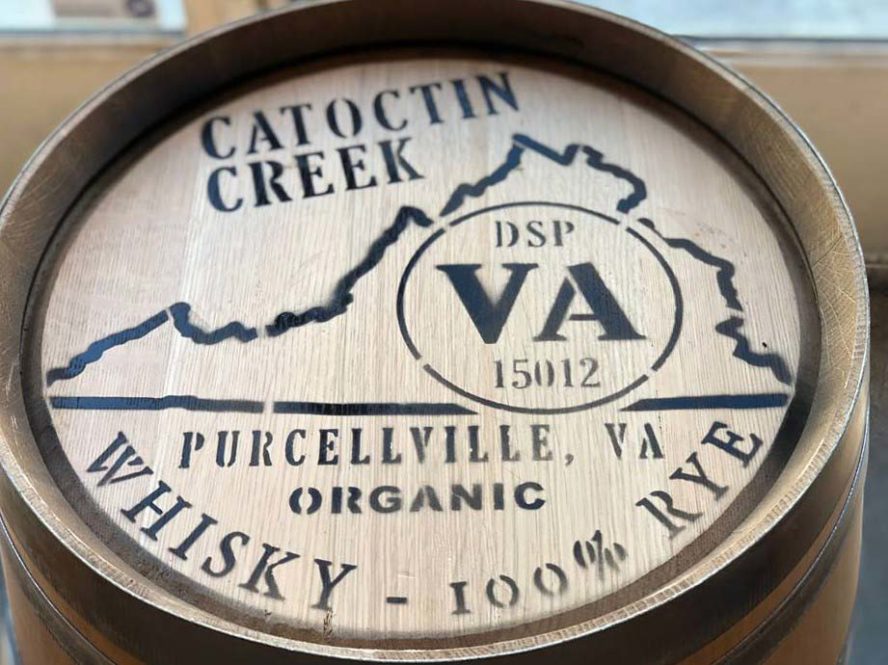 CATOCTIN
CREEK
DSP
VA
15012
PURCELLVILLE, VA
ORGANIC
WHISKY - 100% RYE